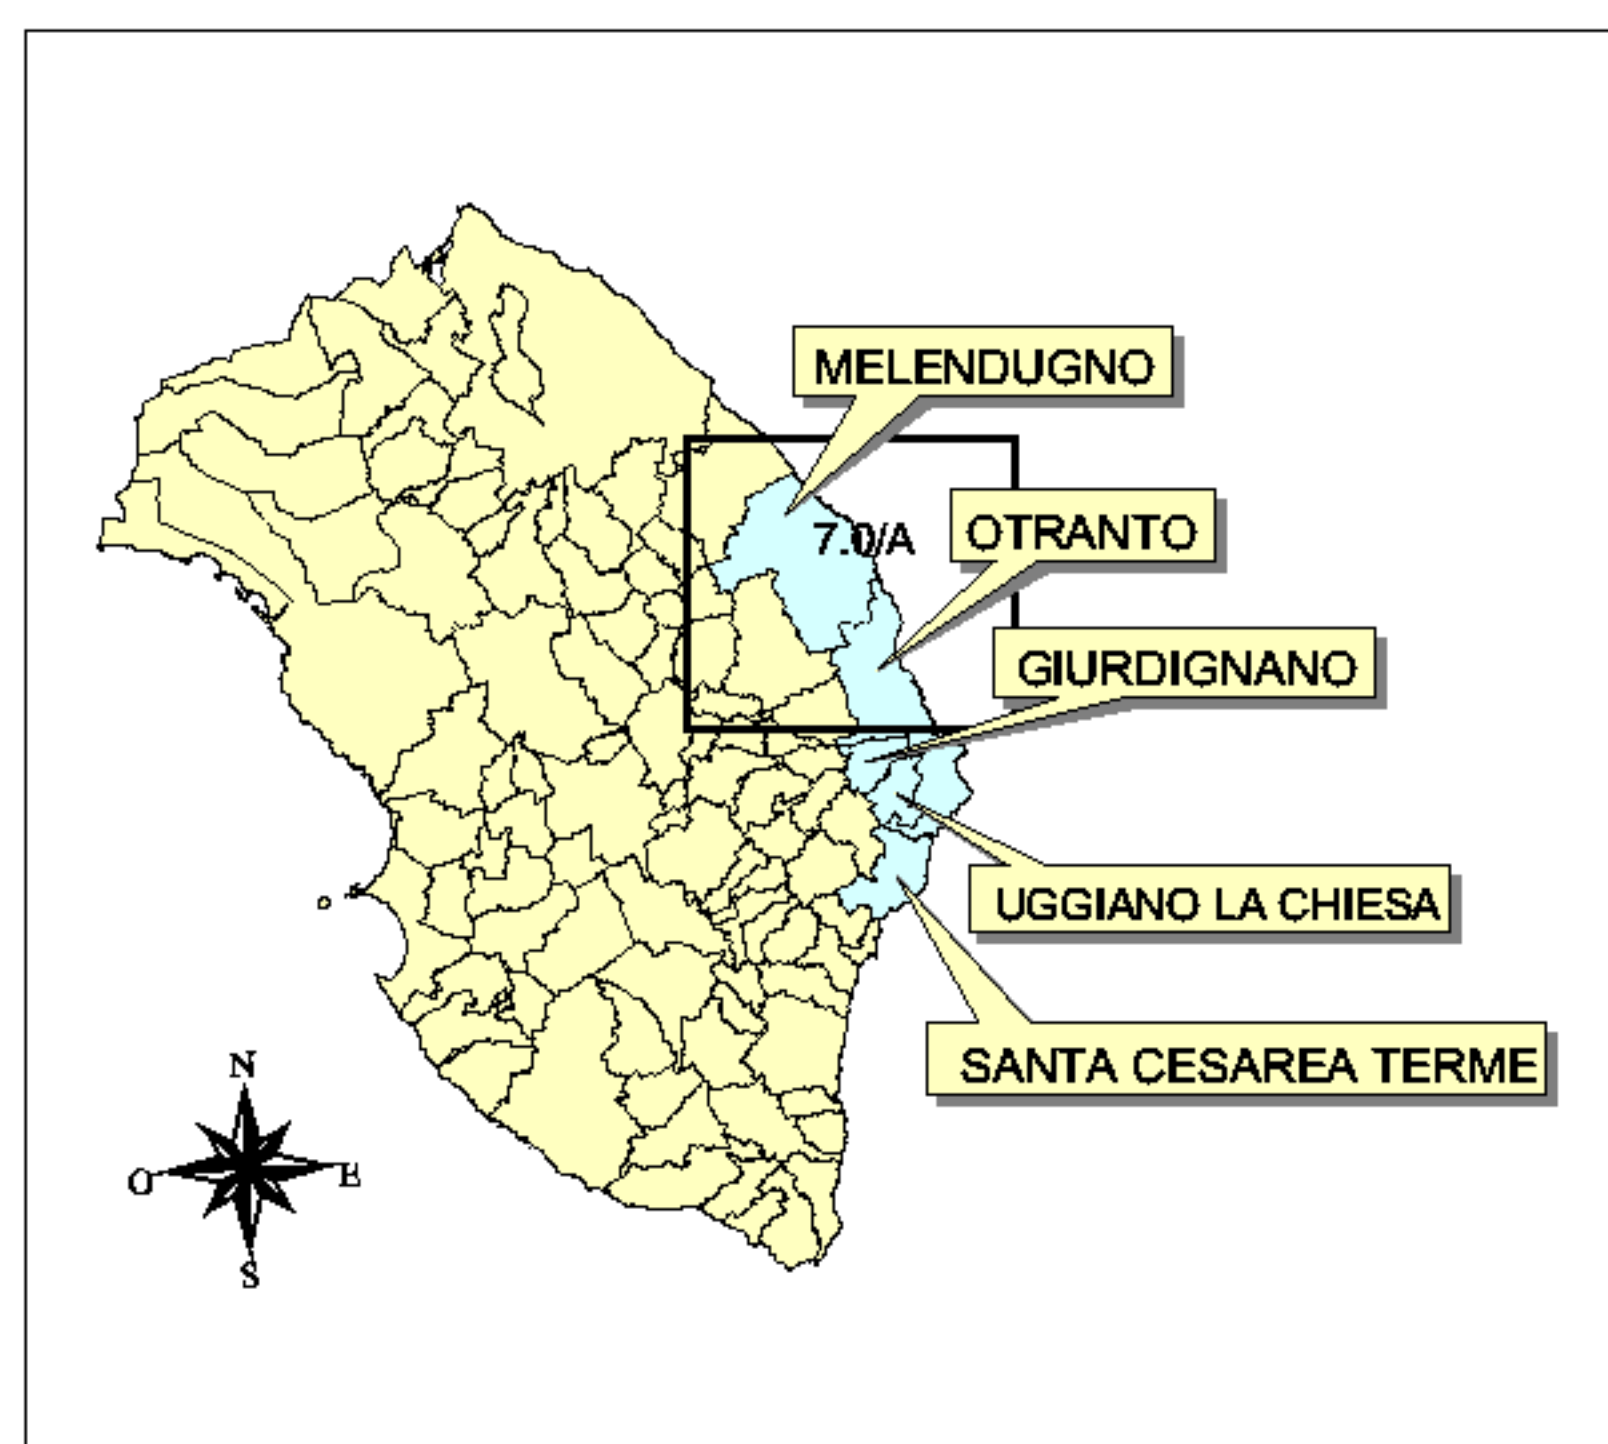 MELENDUGNO
OTRANTO
7.0/A
GIURDIGNANO
UGGIANO LA CHIESA
SANTA CESAREA TERME
N
O
E
S